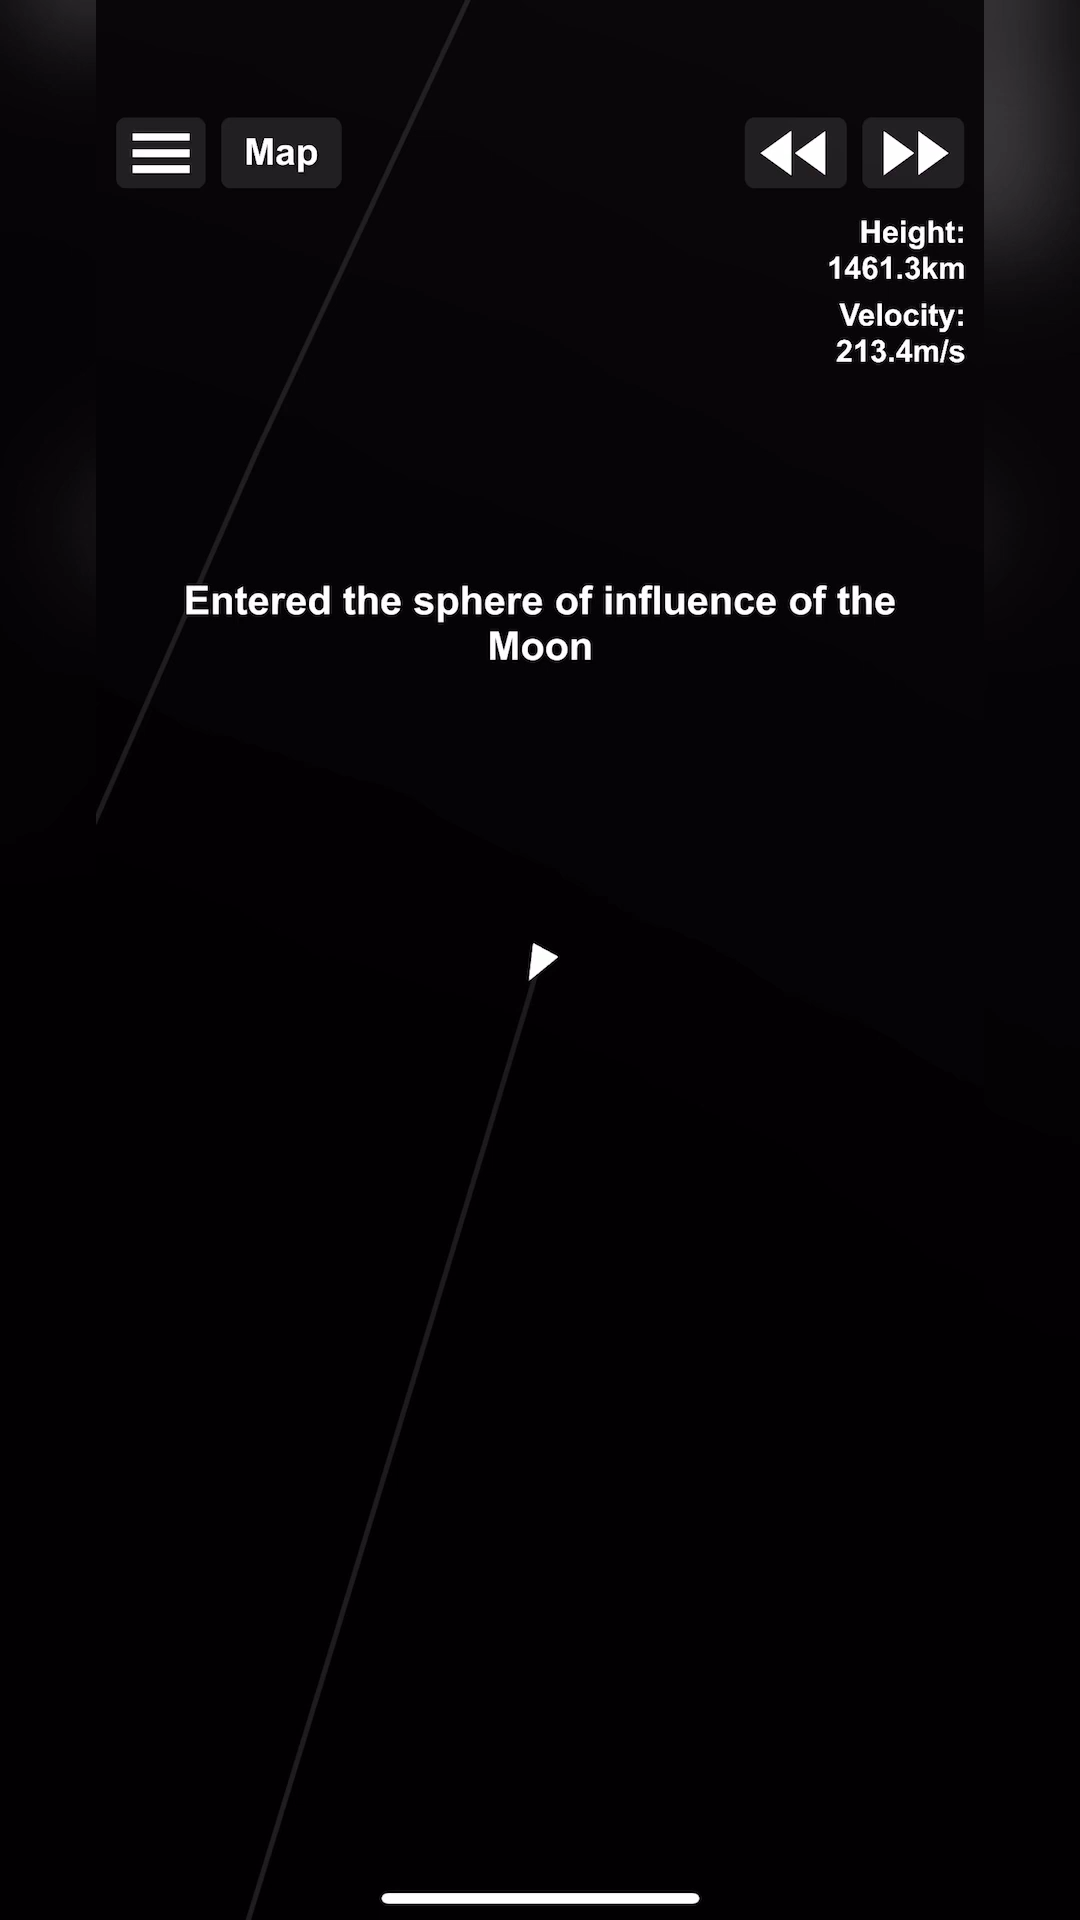 Map
Height:
1461.3km
Velocity:
213.4m/s
Entered the sphere of influence of the
Moon